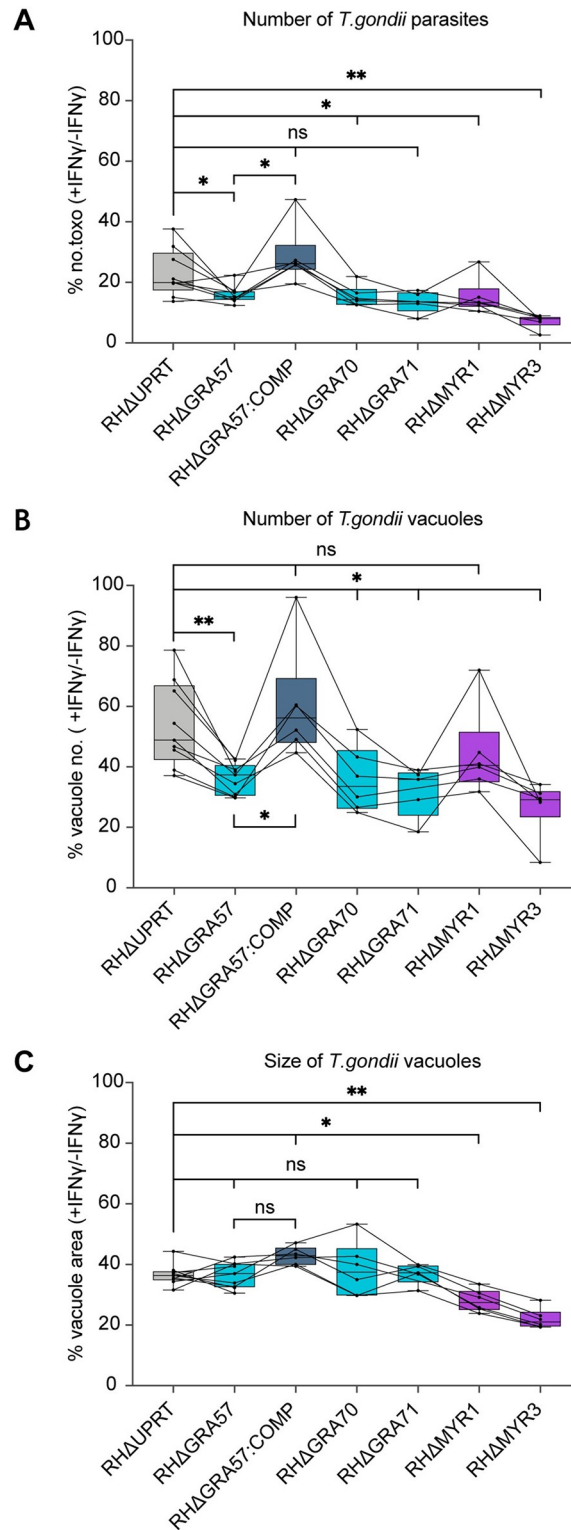 A
Number of T.gondii parasites
% no.toxo (+IFNγ/-IFNγ)
100
80
60
40
20
0
**
*
ns
*
*
RHΔUPRT
RHΔGRA57
RHΔGRA57:COMP
RHΔGRA70
RHΔGRA71
RHΔMYR1
RHΔMYR3
B
Number of T.gondii vacuoles
% vacuole no. ( +IFNγ/-IFNγ)
100
80
60
40
20
0
ns
*
**
*
RHΔUPRT
RHΔGRA57
RHΔGRA57:COMP
RHΔGRA70
RHΔGRA71
RHΔMYR1
RHΔMYR3
C
Size of T.gondii vacuoles
% vacuole area (+IFNγ/-IFNγ)
100
80
60
40
20
0
**
*
ns
ns
RHΔUPRT
RHΔGRA57
RHΔGRA57:COMP
RHΔGRA70
RHΔGRA71
RHΔMYR1
RHΔMYR3